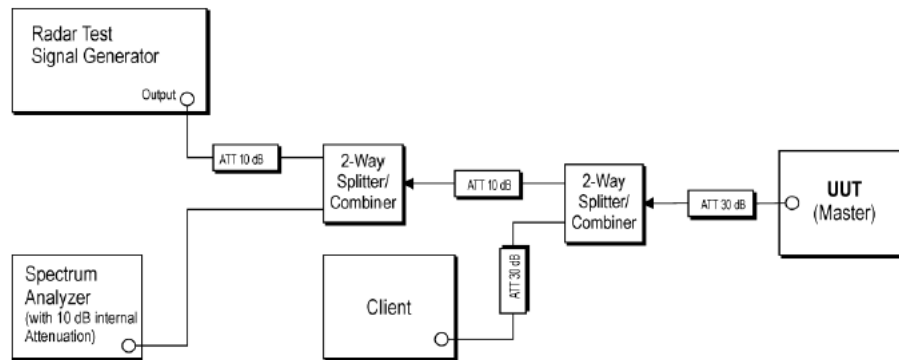 Radar Test
Signal Generator
Output
ATT 10 dB
2-Way
Splitter/
Combiner
ATT 10 dB
2-Way
Splitter/
Combiner
ATT 30 dB
UUT
(Master)
Spectrum
Analyzer
(with 10 dB internal
Attenuation)
Client
ATT 30 dB